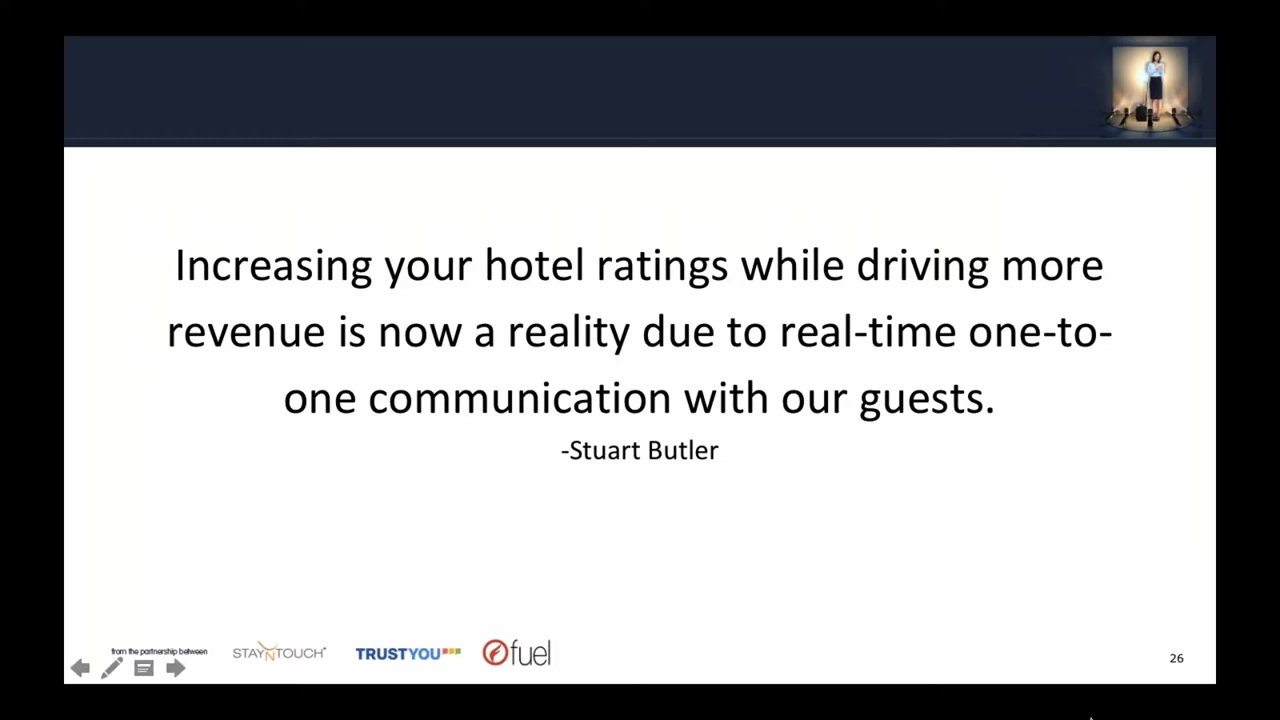 Increasing your hotel ratings while driving more
revenue is now a reality due to real-time one-to-
one communication with our guests.
-Stuart Butler
from the partnership between
STAYNTOUCH
TRUSTYOU
fuel
26